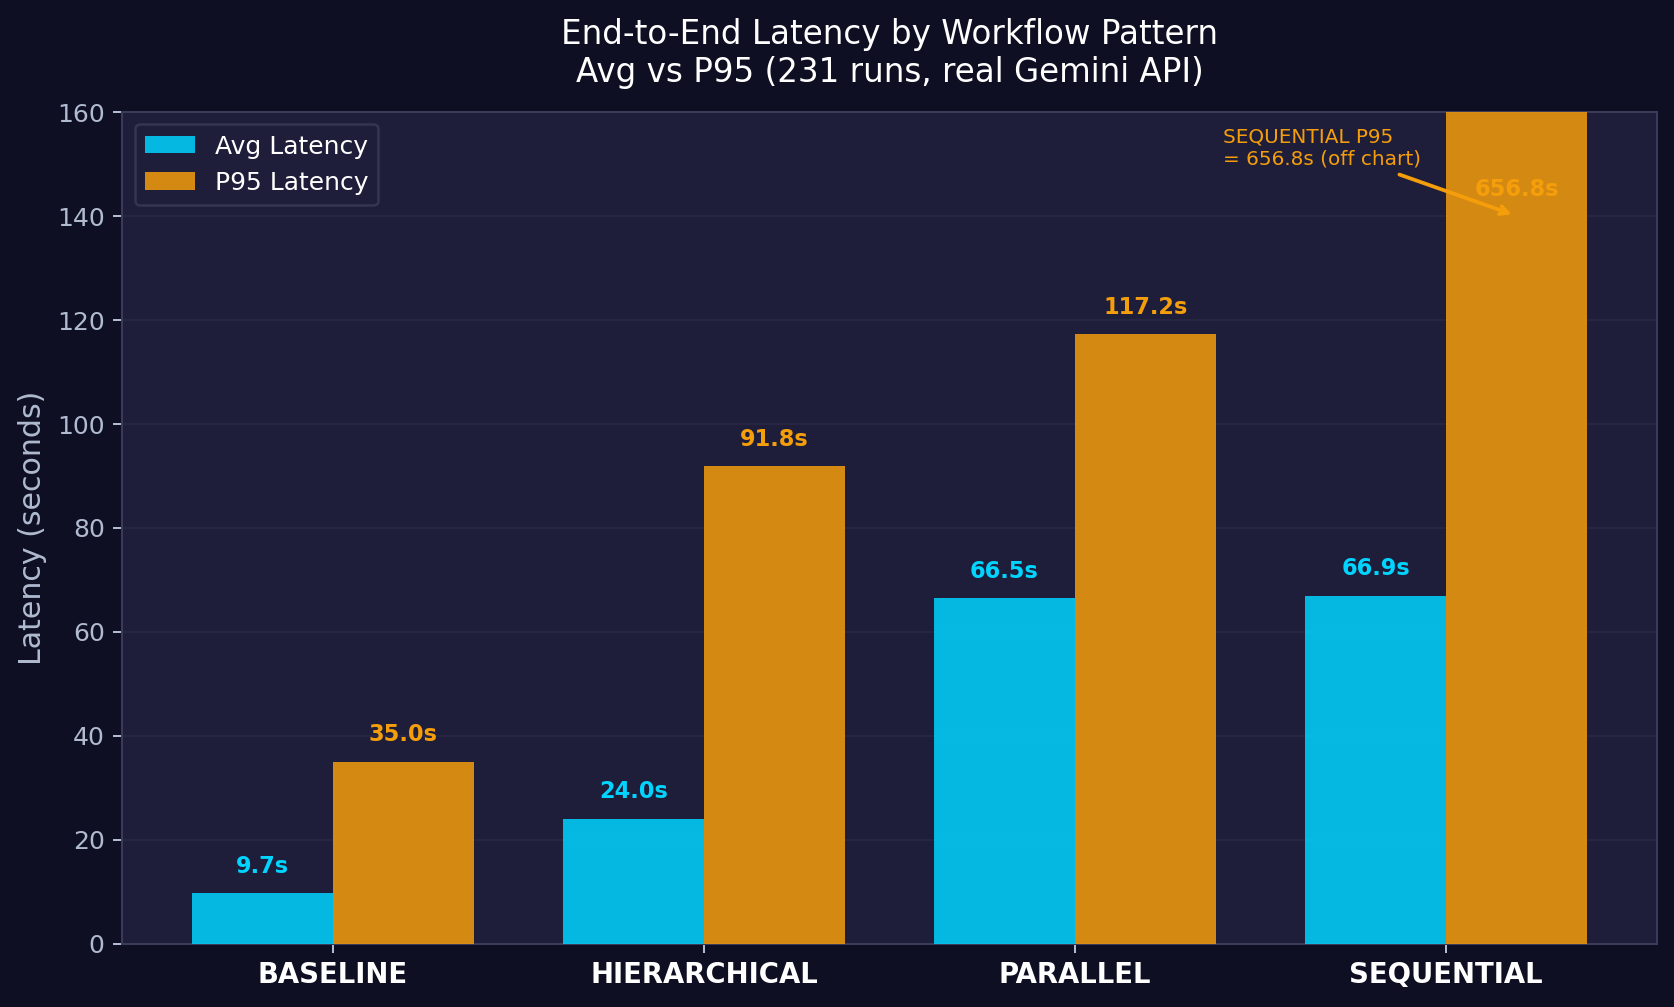 End-to-End Latency by Workflow Pattern
Avg vs P95 (231 runs, real Gemini API)
Avg Latency
P95 Latency
SEQUENTIAL P95
= 656.8s (off chart)
656.8s
117.2s
91.8s
66.5s
66.9s
35.0s
24.0s
9.7s
Latency (seconds)
160
140
120
100
80
60
40
20
0
BASELINE
HIERARCHICAL
PARALLEL
SEQUENTIAL